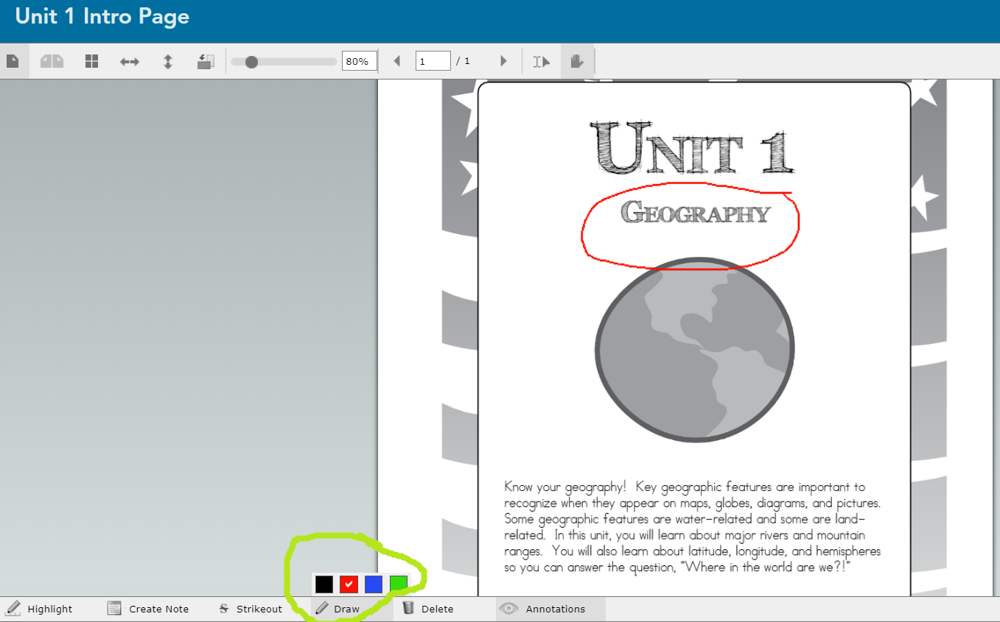 Unit 1 Intro Page
80% 1 / 1
UNIT 1
GEOGRAPHY
Know your geography! Key geographic features are important to
recognize when they appear on maps, globes, diagrams, and pictures.
Some geographic features are water-related and some are land-
related. In this unit, you will learn about major rivers and mountain
ranges. You will also learn about latitude, longitude, and hemispheres
so you can answer the question, “Where in the world are we?!”
Highlight Create Note S Strikeout Draw Delete Annotations